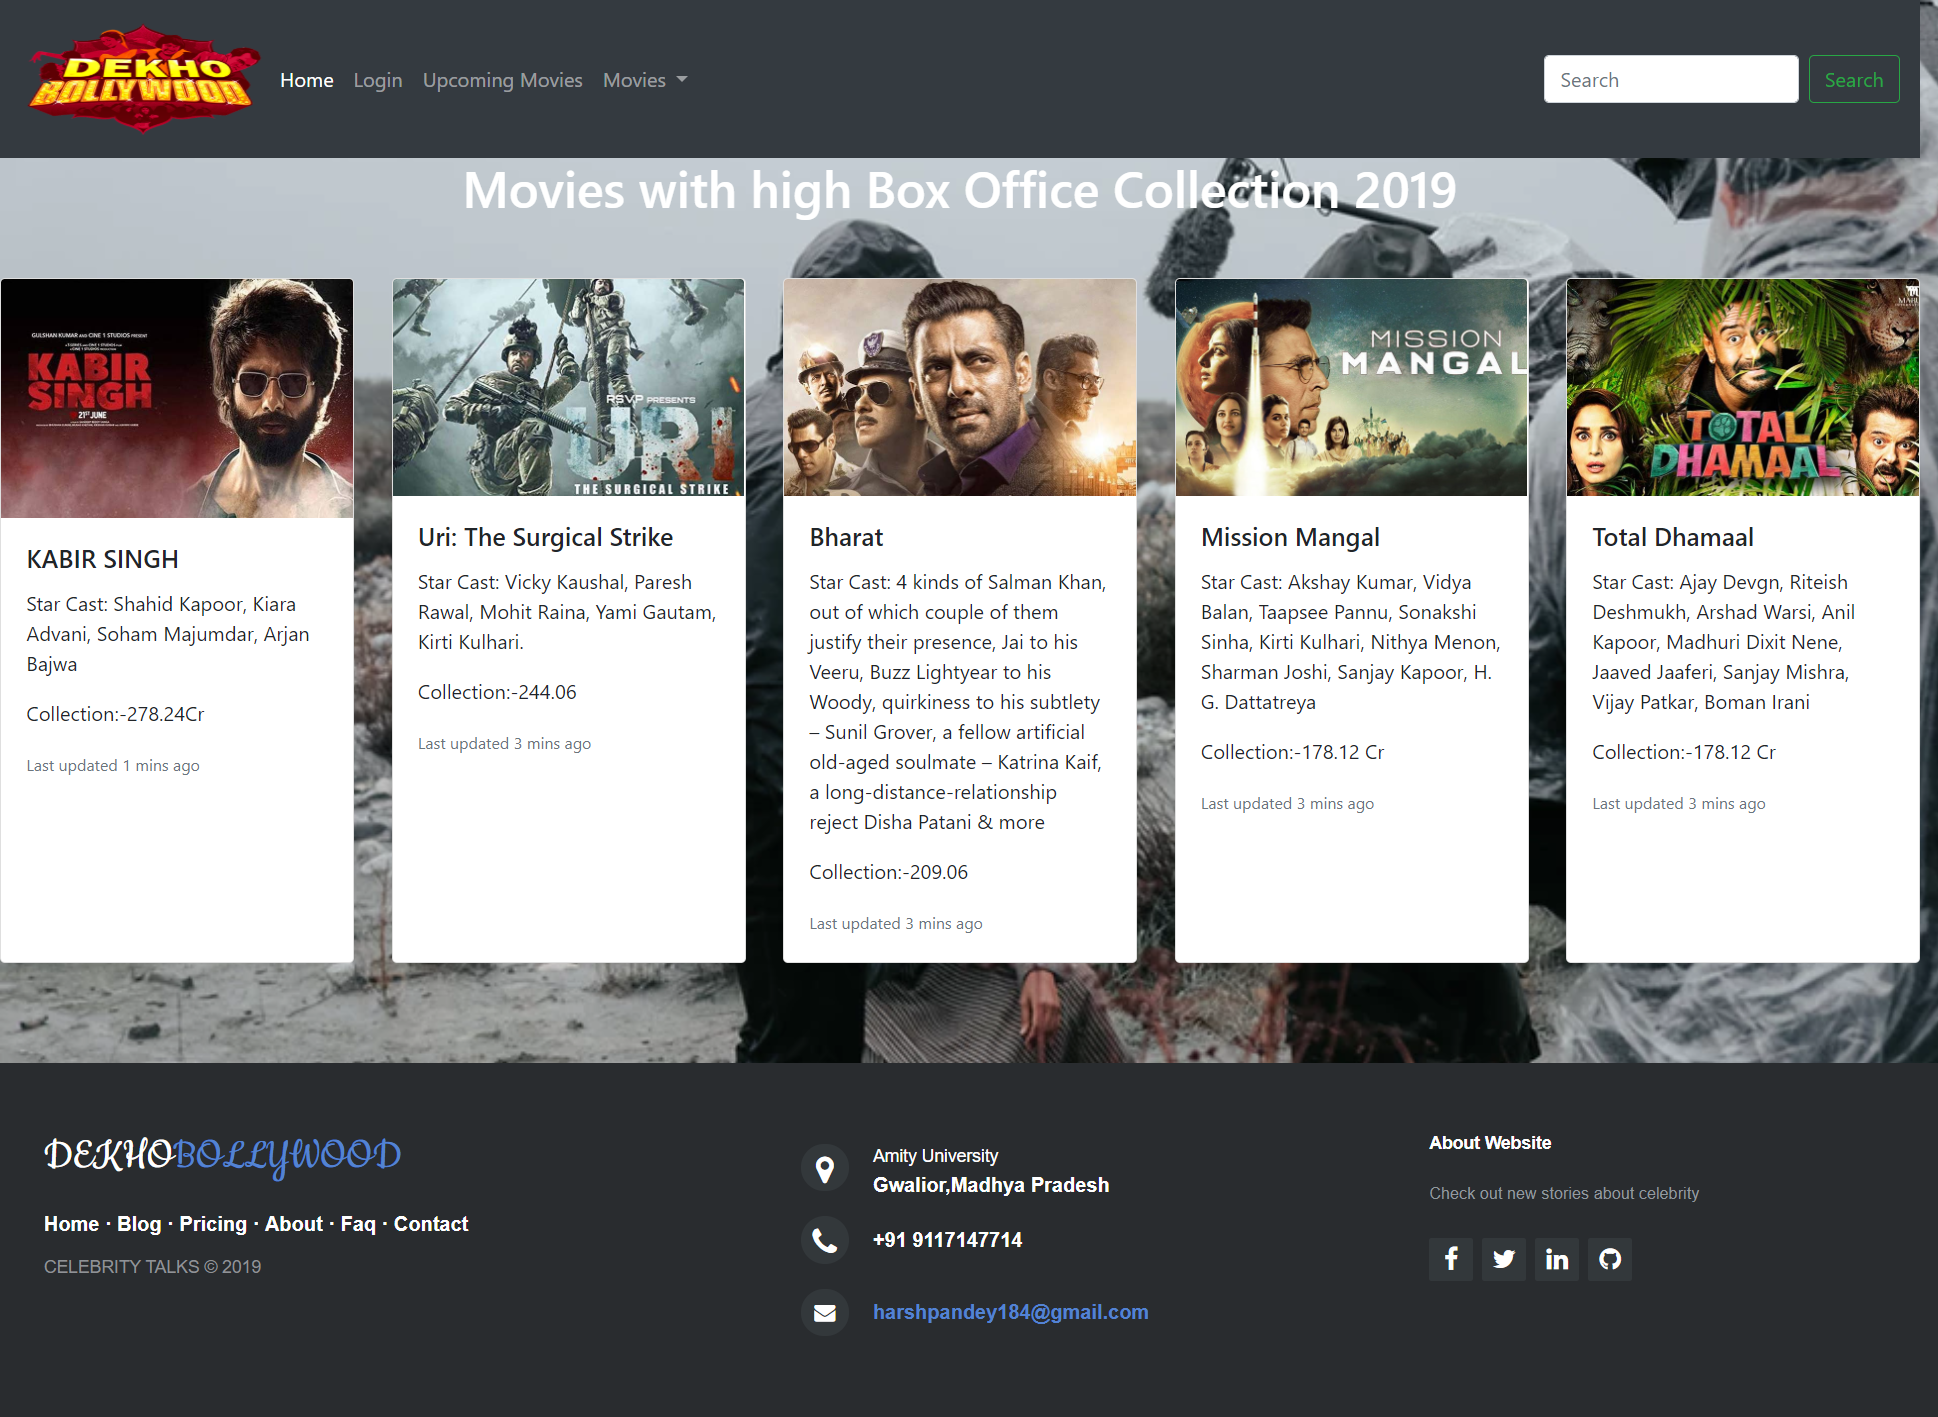 DEKHO
BOLLYWOOD
Home Login Upcoming Movies Movies
Search Search
Movies with high Box Office Collection 2019
GULSHAN KUMAR AND CINE 1 STUDIOS PRESENT
KABIR
SINGH
21ST JUNE
KABIR SINGH
Star Cast: Shahid Kapoor, Kiara
Advani, Soham Majumdar, Arjan
Bajwa
Collection:-278.24Cr
Last updated 1 mins ago
RSVP PRESENTS
URI
THE SURGICAL STRIKE
Uri: The Surgical Strike
Star Cast: Vicky Kaushal, Paresh
Rawal, Mohit Raina, Yami Gautam,
Kirti Kulhari.
Collection:-244.06
Last updated 3 mins ago
Bharat
Star Cast: 4 kinds of Salman Khan,
out of which couple of them
justify their presence, Jai to his
Veeru, Buzz Lightyear to his
Woody, quirkiness to his subtlety
– Sunil Grover, a fellow artificial
old-aged soulmate – Katrina Kaif,
a long-distance-relationship
reject Disha Patani & more
Collection:-209.06
Last updated 3 mins ago
MISSION
MANGAL
Mission Mangal
Star Cast: Akshay Kumar, Vidya
Balan, Taapsee Pannu, Sonakshi
Sinha, Kirti Kulhari, Nithya Menon,
Sharman Joshi, Sanjay Kapoor, H.
G. Dattatreya
Collection:-178.12 Cr
Last updated 3 mins ago
TOTAL
DHAMAAL
Total Dhamaal
Star Cast: Ajay Devgn, Riteish
Deshmukh, Arshad Warsi, Anil
Kapoor, Madhuri Dixit Nene,
Jaaved Jaaferi, Sanjay Mishra,
Vijay Patkar, Boman Irani
Collection:-178.12 Cr
Last updated 3 mins ago
DEKHOBOLLYWOOD
Home · Blog · Pricing · About · Faq · Contact
CELEBRITY TALKS © 2019
Amity University
Gwalior,Madhya Pradesh
+91 9117147714
harshpandey184@gmail.com
About Website
Check out new stories about celebrity